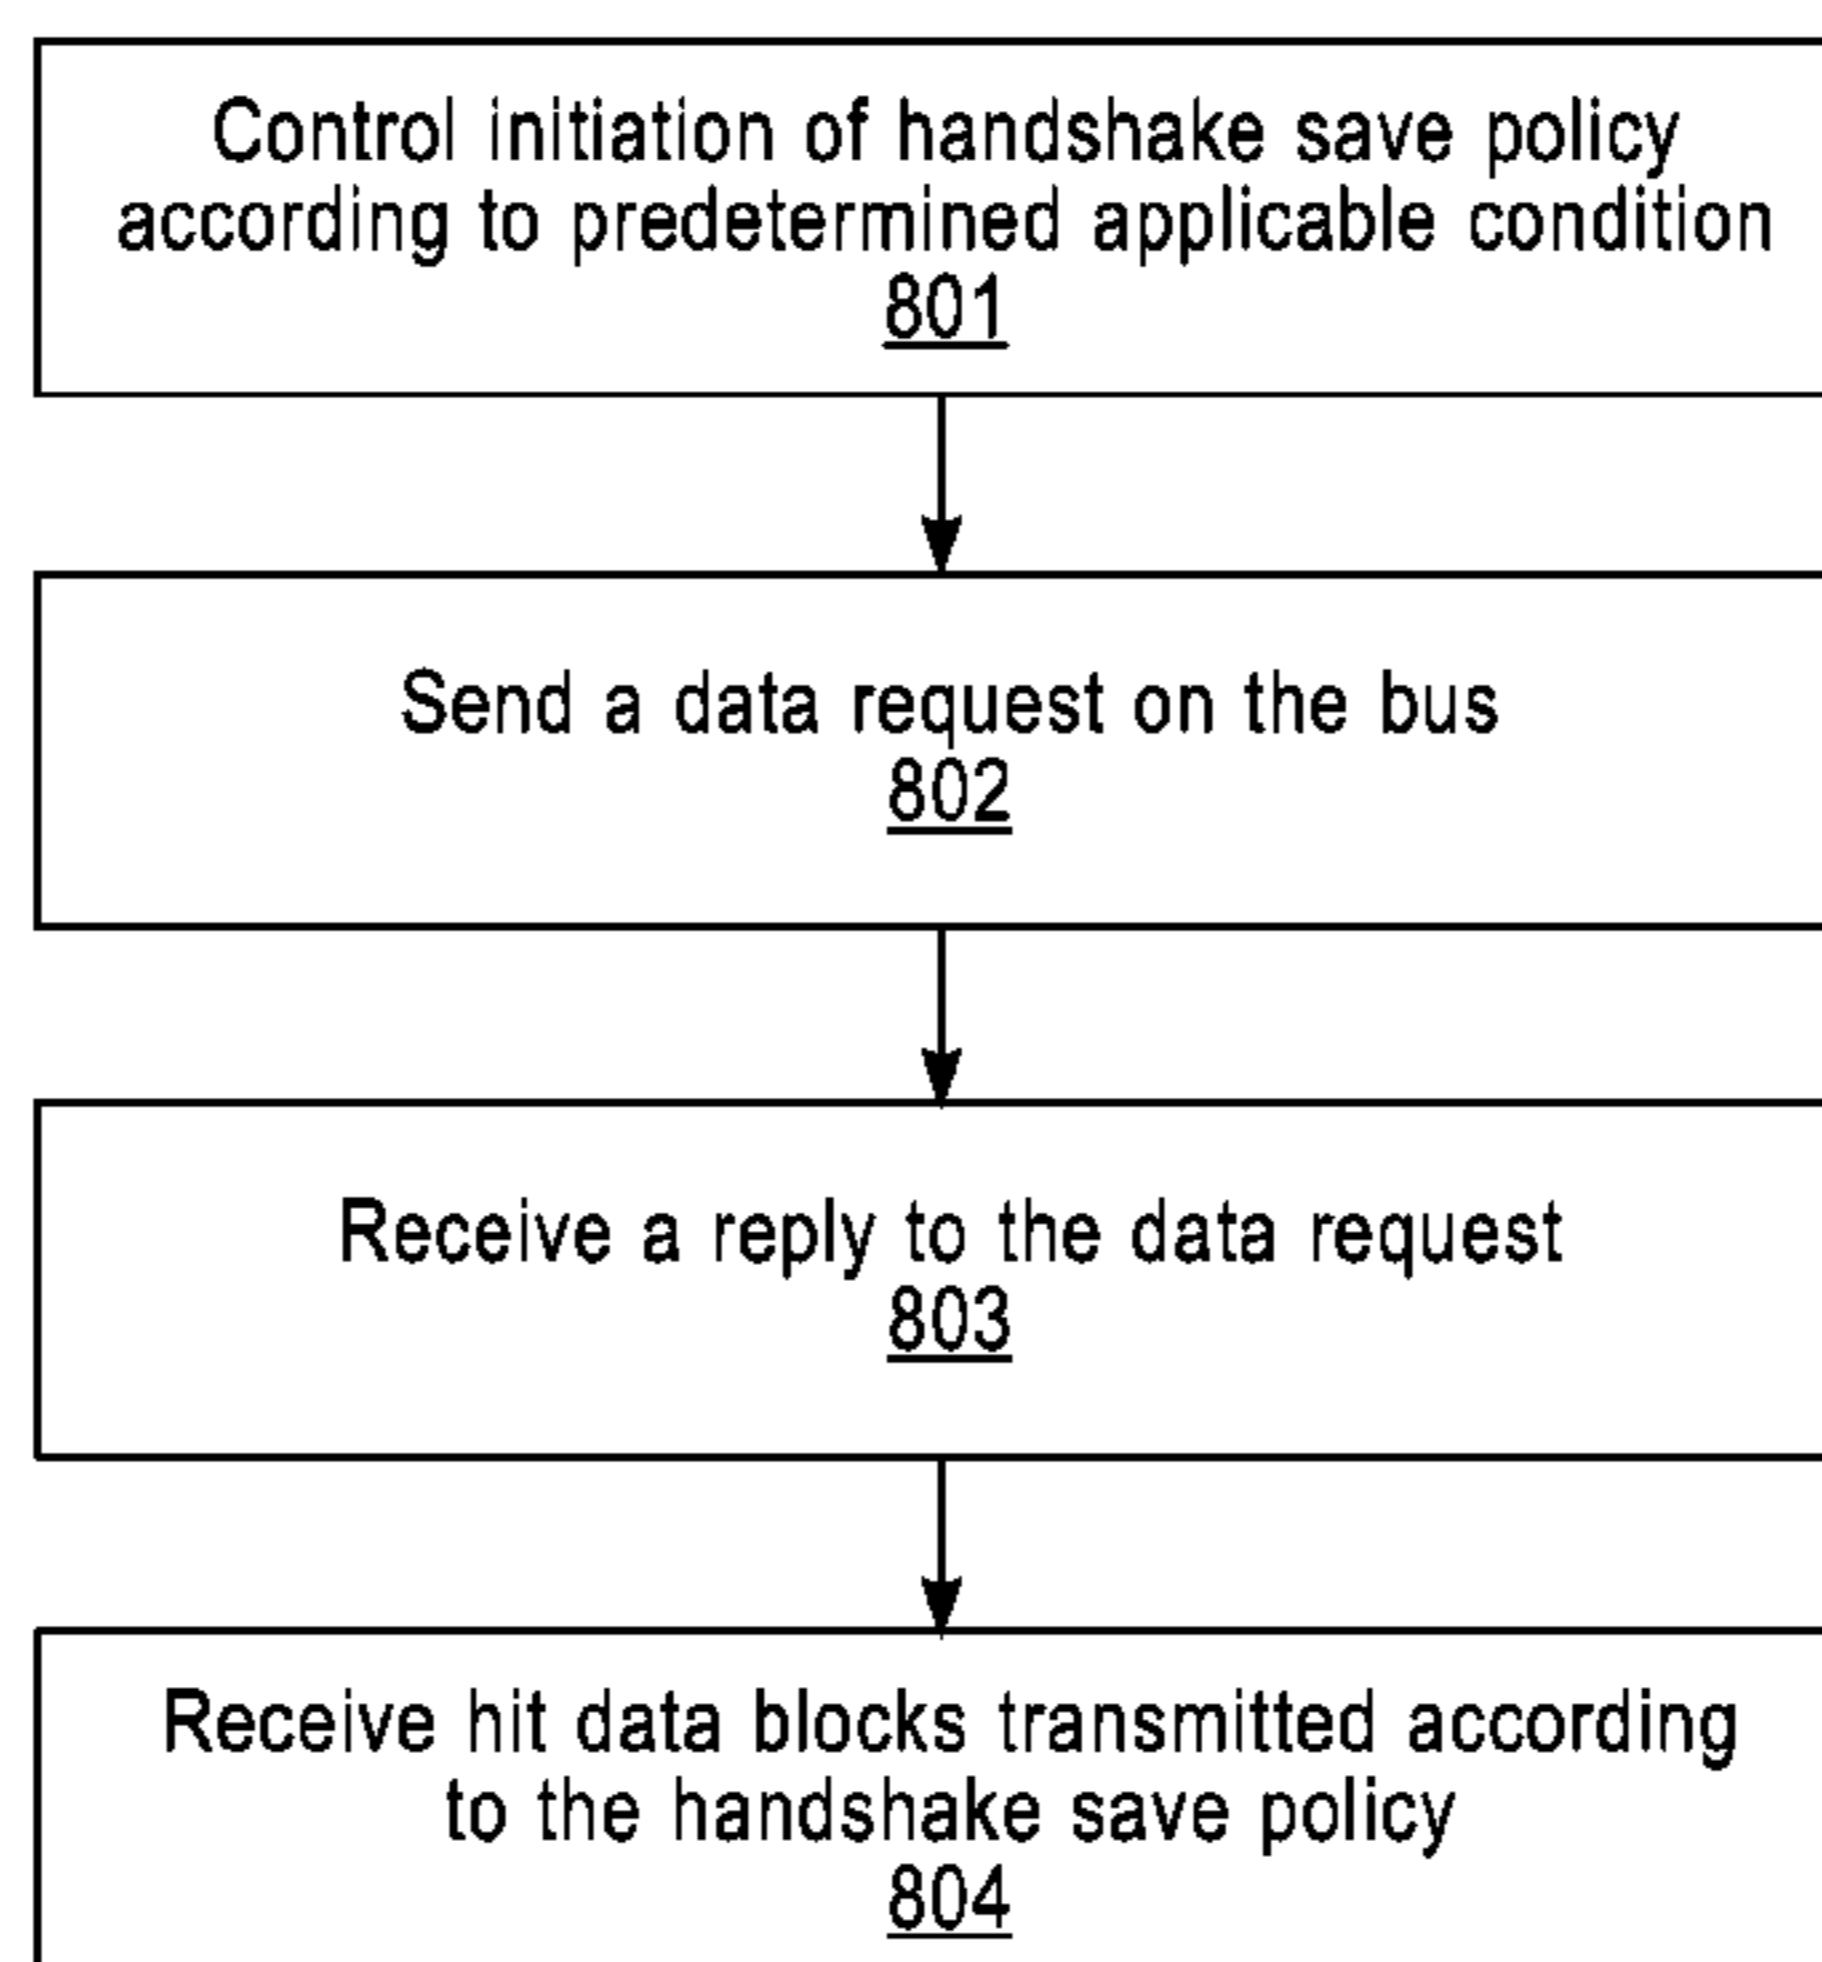 Control initiation of handshake save policy
according to predetermined applicable condition
801
Send a data request on the bus
802
Receive a reply to the data request
803
Receive hit data blocks transmitted according
to the handshake save policy
804